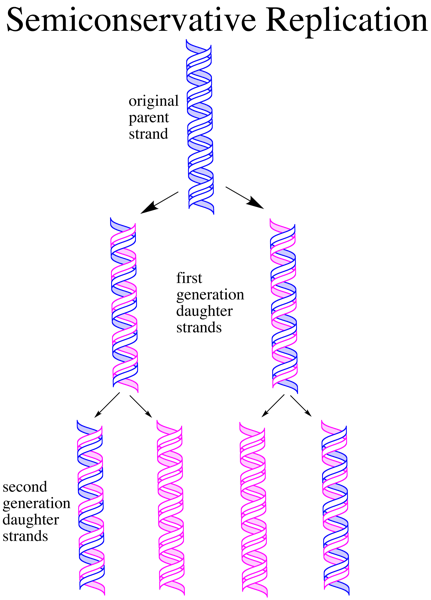 Semiconservative Replication
original
parent
strand
first
generation
daughter
strands
second
generation
daughter
strands